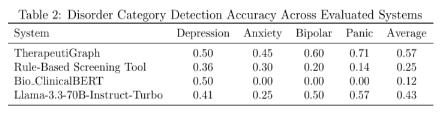 Table 2: Disorder Category Detection Accuracy Across Evaluated Systems
System Depression Anxiety Bipolar Panic Average
TherapeutiGraph 0.50 0.45 0.60 0.71 0.57
Rule-Based Screening Tool 0.36 0.30 0.20 0.14 0.25
Bio_ClinicalBERT 0.50 0.00 0.00 0.00 0.12
Llama-3.3-70B-Instruct-Turbo 0.41 0.25 0.50 0.57 0.43